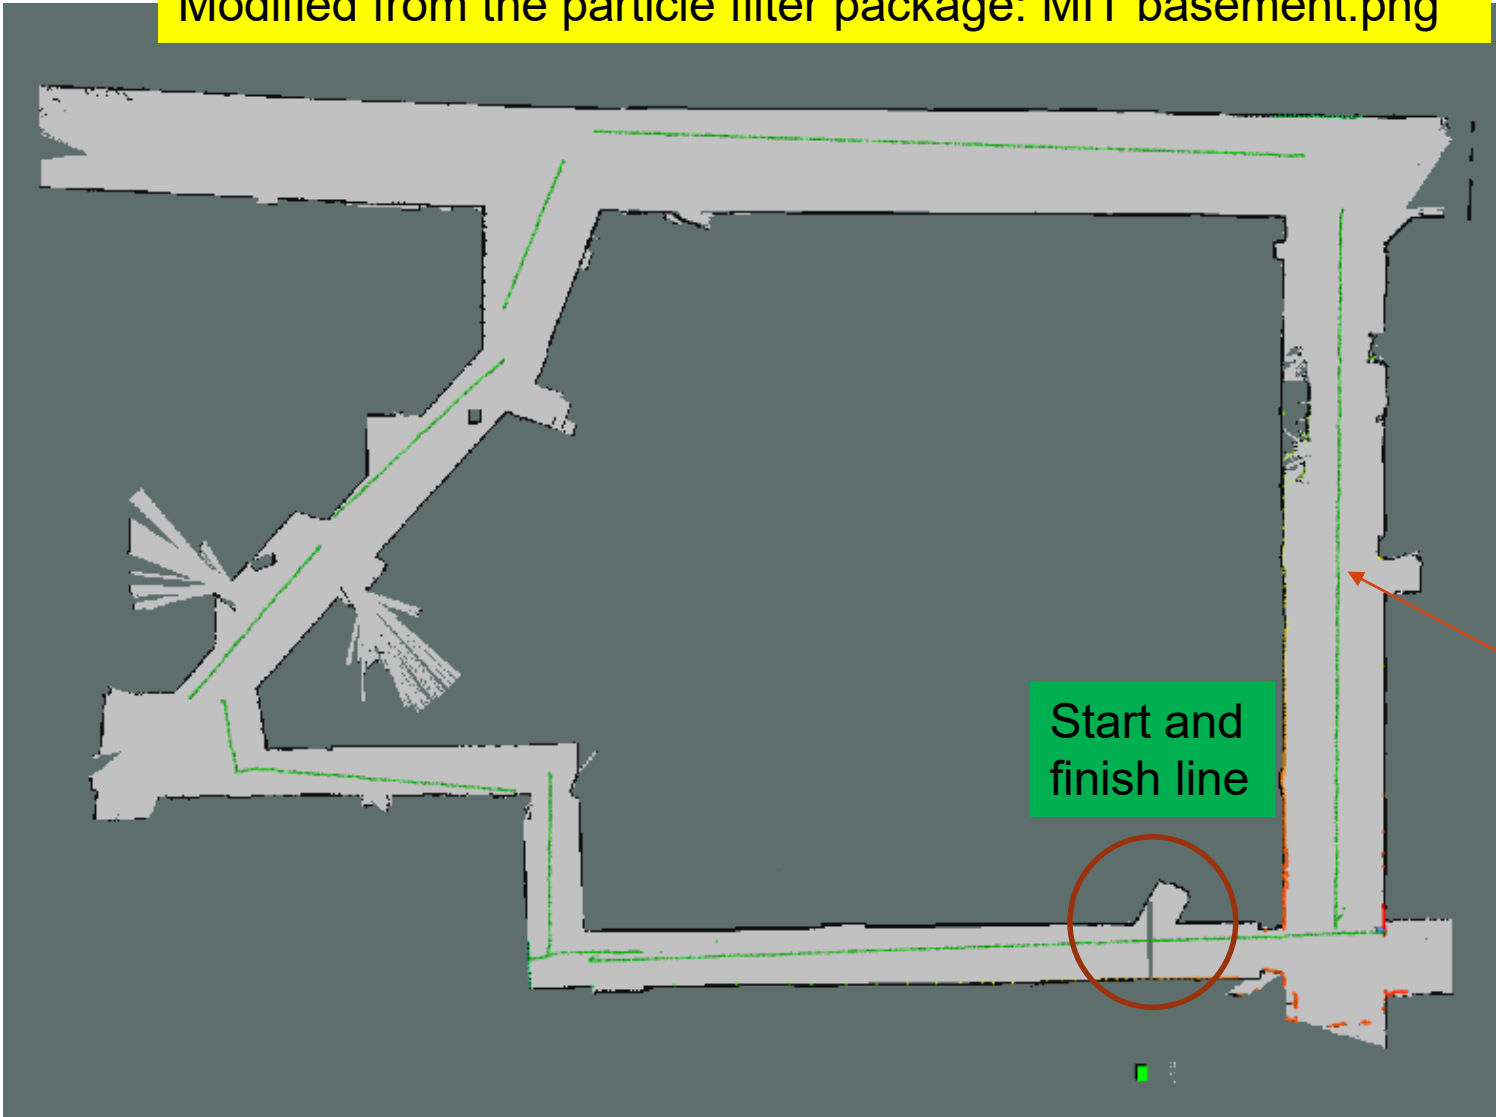 Modified from the particle filter package: MIT basement.png
Start and
finish line